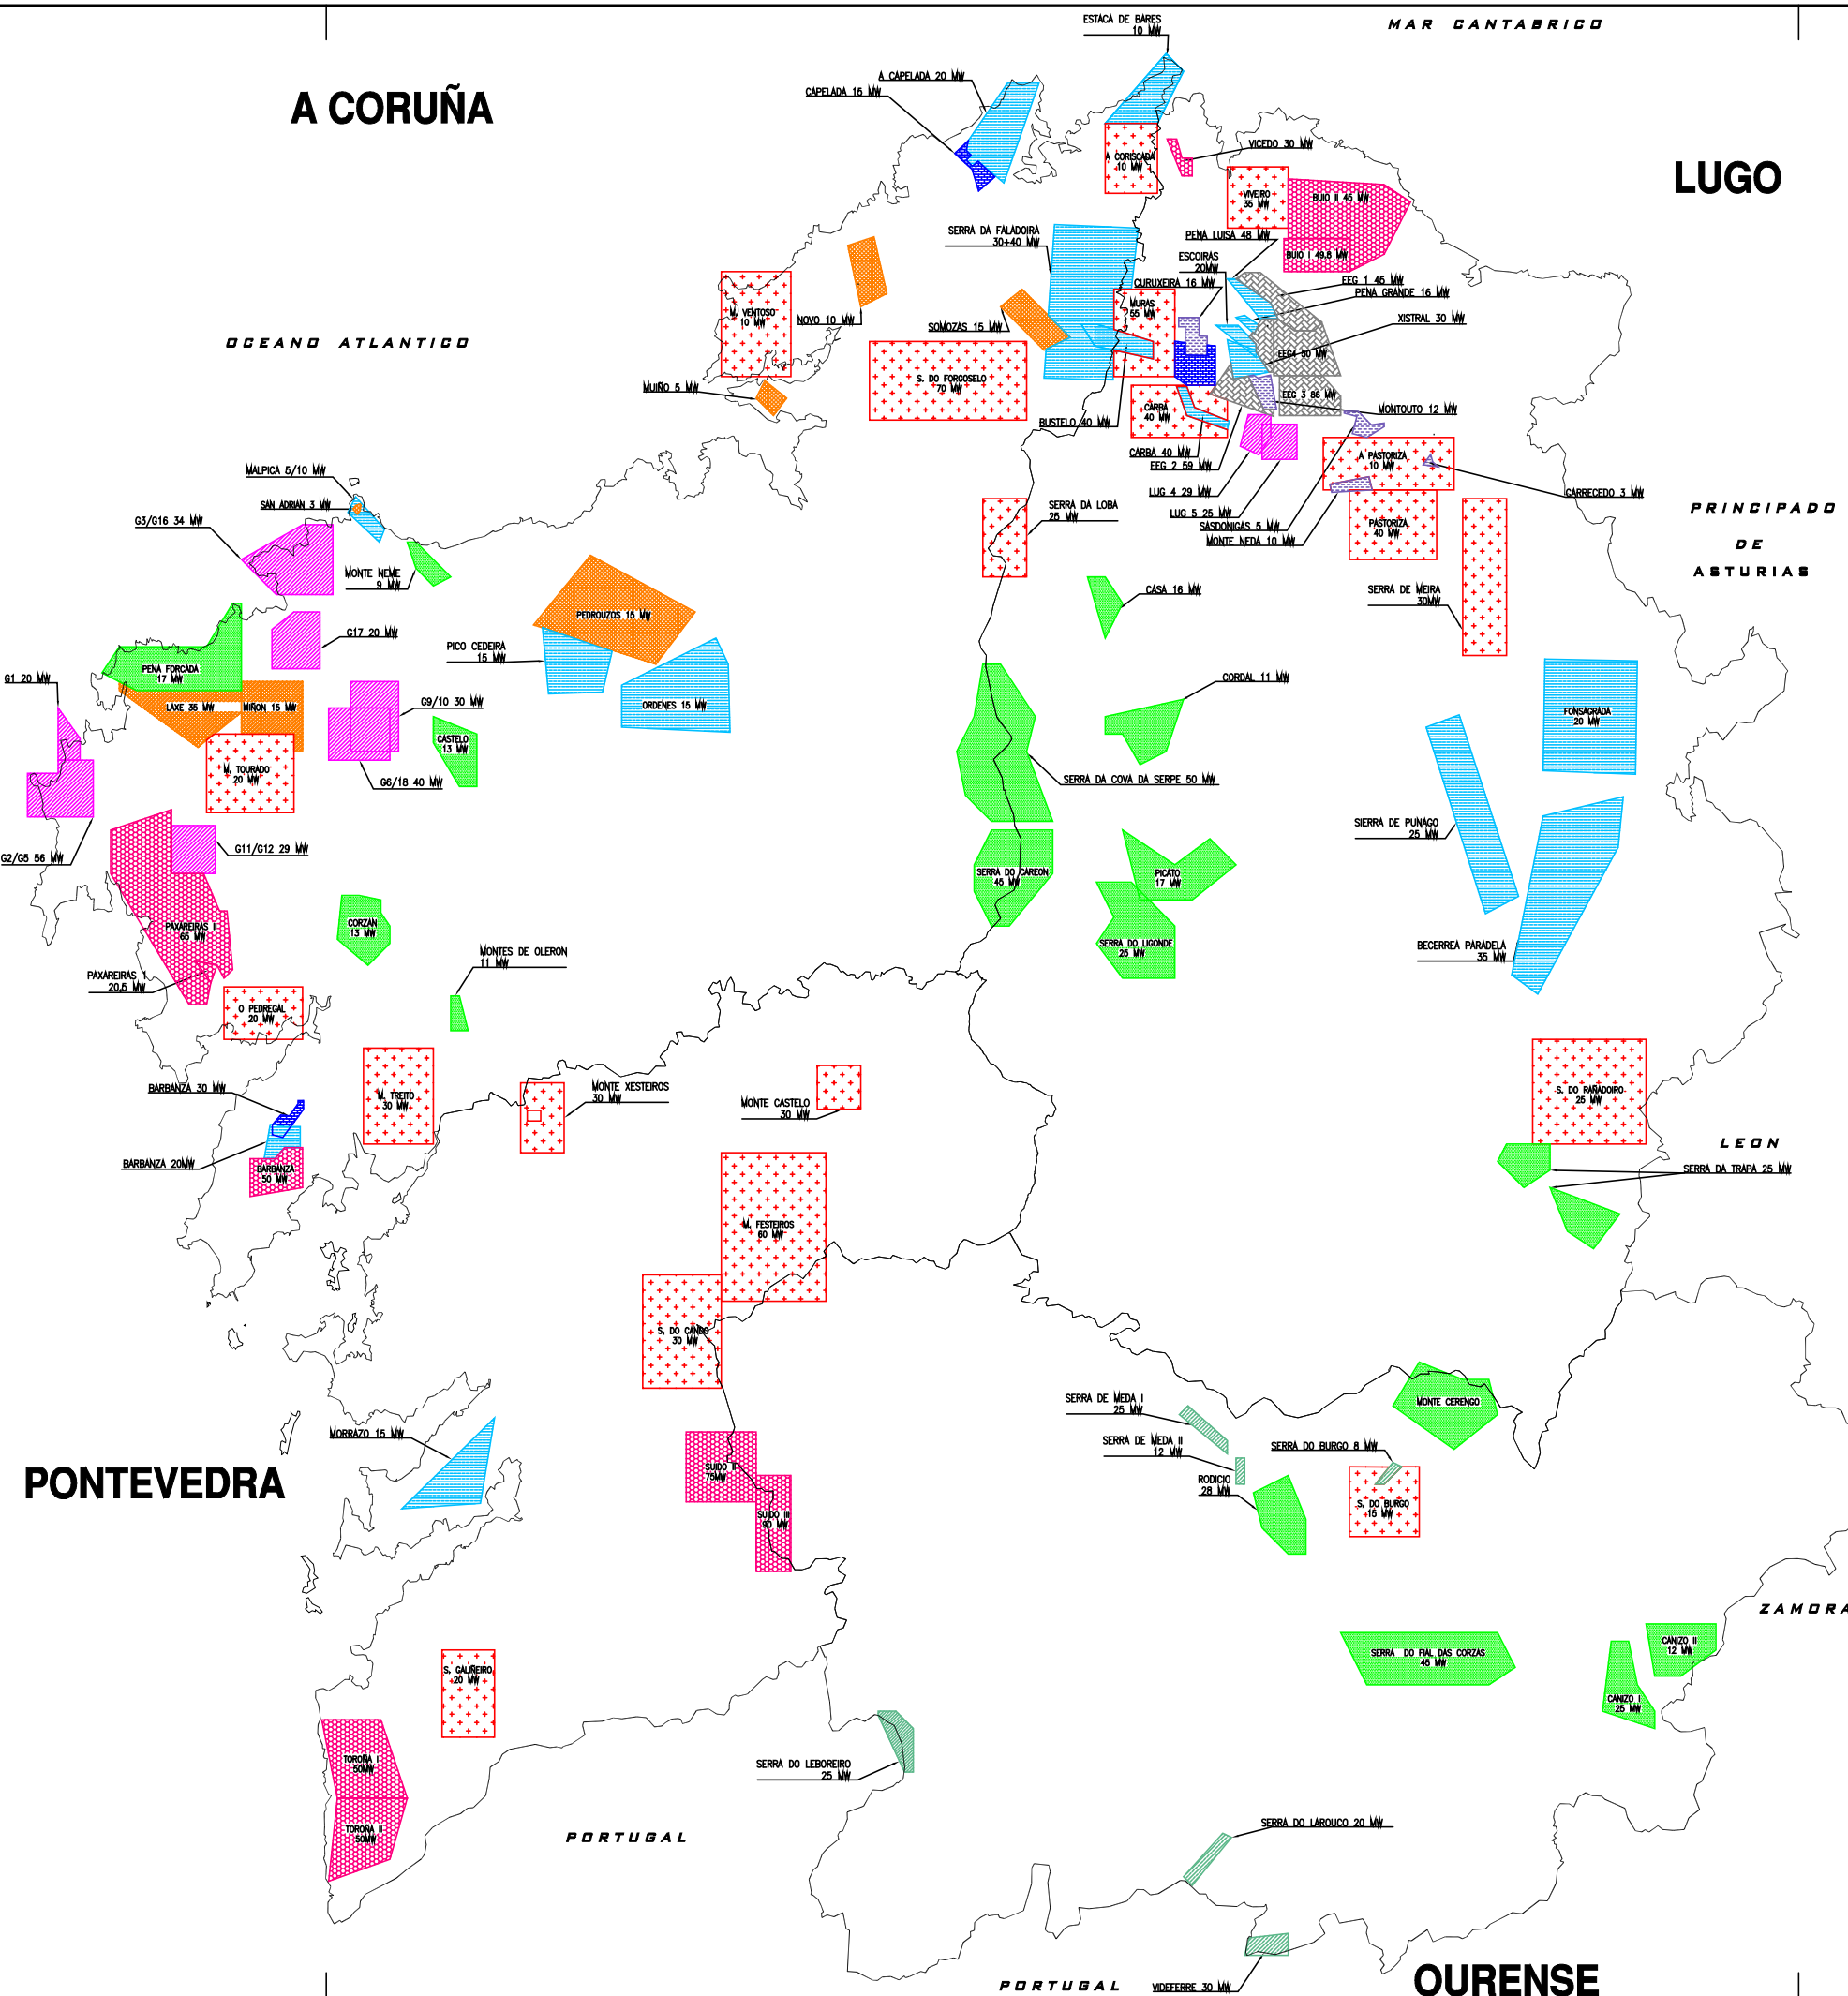 ESTACA DE BARES
10 MW
MAR CANTABRICO
A CAPELADA 20 MW
CAPELADA 15 MW
A CORUÑA
LUGO
A CORISCADA
10 MW
VICEDO 30 MW
VIVEIRO
35 MW
BUIO II 45 MW
SERRA DA FALADOIRA
30+40 MW
PENA LUISA 48 MW
BUIO I 49,8 MW
ESCOIRAS
20MW
CURUXEIRA 16 MW
EEG 1 45 MW
PENA GRANDE 16 MW
MURAS
55 MW
M. VENTOSO
10 MW
NOVO 10 MW
SOMOZAS 15 MW
XISTRAL 30 MW
OCEANO ATLANTICO
EEG4 50 MW
S. DO FORGOSELO
70 MW
MUIÑO 5 MW
EEG 3 86 MW
CARBA
40 MW
MONTOUTO 12 MW
BUSTELO 40 MW
CARBA 40 MW
EEG 2 59 MW
A PASTORIZA
10 MW
MALPICA 5/10 MW
LUG 4 29 MW
CARRECEDO 3 MW
SAN ADRIAN 3 MW
SERRA DA LOBA
25 MW
LUG 5 25 MW
PRINCIPADO
G3/G16 34 MW
SASDONIGAS 5 MW
PASTORIZA
40 MW
MONTE NEDA 10 MW
DE
ASTURIAS
MONTE NEME
9 MW
CASA 16 MW
SERRA DE MEIRA
30MW
PEDROUZOS 15 MW
G17 20 MW
PICO CEDEIRA
15 MW
PENA FORCADA
17 MW
G1 20 MW
CORDAL 11 MW
LAXE 35 MW
MIÑON 15 MW
G9/10 30 MW
ORDENES 15 MW
FONSAGRADA
20 MW
CASTELO
13 MW
M. TOURADO
20 MW
G6/18 40 MW
SERRA DA COVA DA SERPE 50 MW
SIERRA DE PUNAGO
25 MW
G2/G5 56 MW
G11/G12 29 MW
SERRA DO CAREON
45 MW
PICATO
17 MW
PAXAREIRAS II
65 MW
CORZAN
13 MW
SERRA DO LIGONDE
25 MW
BECERREA PARADELA
35 MW
MONTES DE OLERON
11 MW
PAXAREIRAS I
20,5 MW
O PEDREGAL
20 MW
BARBANZA 30 MW
M. TREITO
30 MW
MONTE XESTEIROS
30 MW
MONTE CASTELO
30 MW
S. DO RAÑADOIRO
25 MW
LEON
BARBANZA 20MW
BARBANZA
50 MW
SERRA DA TRAPA 25 MW
M. FESTEIROS
60 MW
S. DO CANDO
30 MW
SERRA DE MEDA I
25 MW
MONTE CERENGO
MORRAZO 15 MW
SERRA DE MEDA II
12 MW
SERRA DO BURGO 8 MW
PONTEVEDRA
SUIDO II
75MW
RODICIO
28 MW
S. DO BURGO
15 MW
SUIDO III
90 MW
ZAMORA
CANIZO II
12 MW
SERRA DO FIAL DAS CORZAS
45 MW
S. GALIÑEIRO
20 MW
CANIZO I
25 MW
TOROÑA I
50MW
SERRA DO LEBOREIRO
25 MW
TOROÑA II
50MW
PORTUGAL
SERRA DO LAROUCO 20 MW
PORTUGAL
VIDEFERRE 30 MW
OURENSE